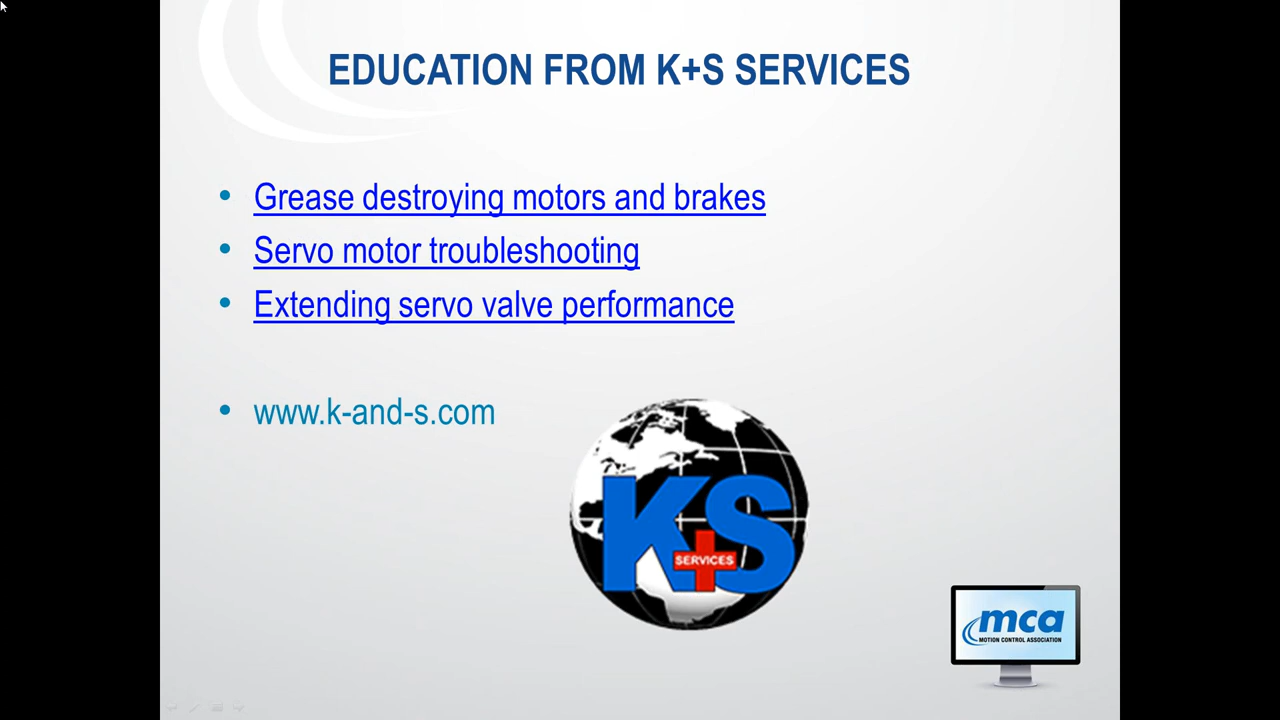 EDUCATION FROM K+S SERVICES
• Grease destroying motors and brakes
• Servo motor troubleshooting
• Extending servo valve performance
• www.k-and-s.com
K+S
SERVICES
mca
MOTION CONTROL ASSOCIATION